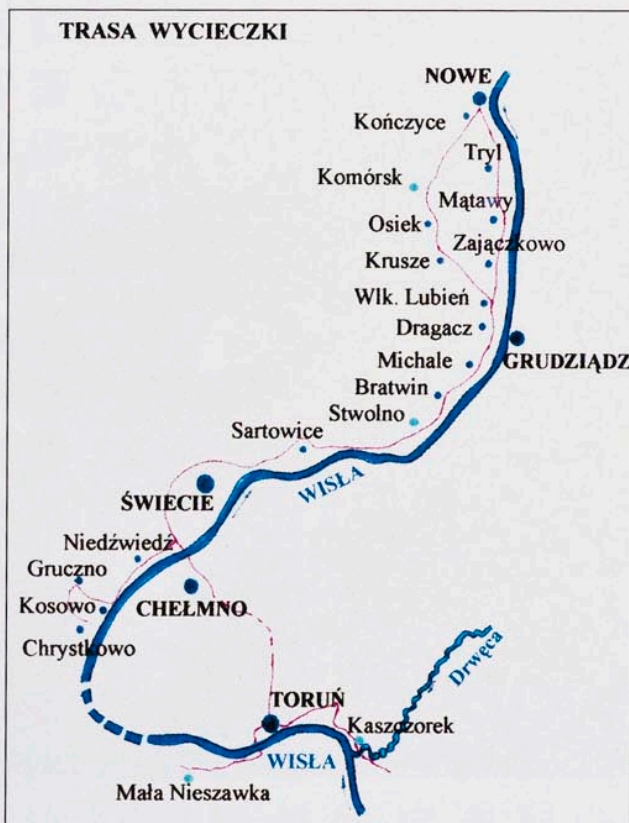 TRASA WYCIECZKI
NOWE
Kończyce
Tryl
Komórsk
Mątawy
Osiek
Zajączkowo
Krusze
Wlk. Lubień
Dragacz
GRUDZIĄDZ
Michale
Bratwin
Stwolno
Sartowice
WISŁA
ŚWIECIE
Niedźwiedź
Gruczno
CHEŁMNO
Kosowo
Chrystkowo
Drwęca
TORUŃ
Kaszczorek
WISŁA
Mała Nieszawka